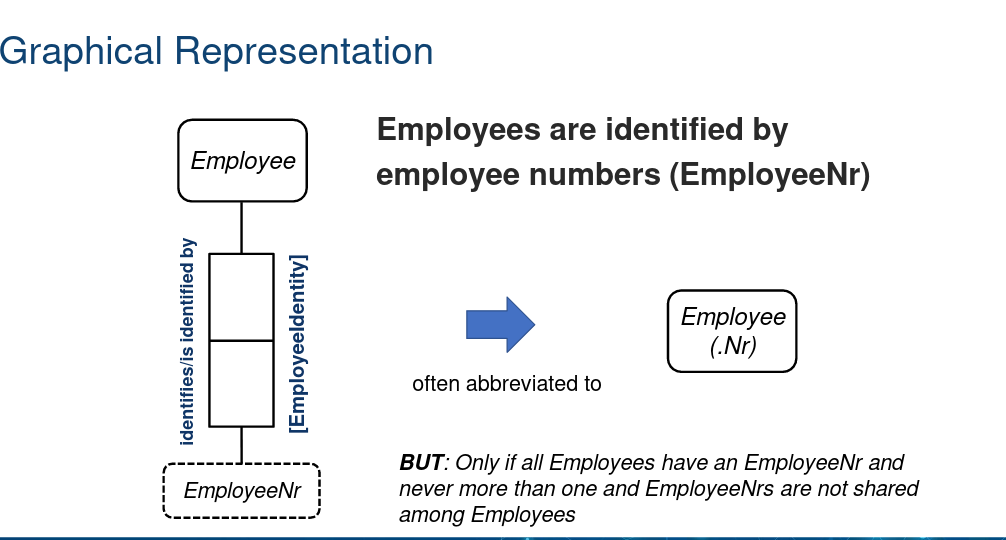 Graphical Representation
Employees are identified by
employee numbers (EmployeeNr)
Employee
identifies/is identified by
[EmployeeIdentity]
EmployeeNr
often abbreviated to
Employee
(.Nr)
BUT: Only if all Employees have an EmployeeNr and
never more than one and EmployeeNrs are not shared
among Employees